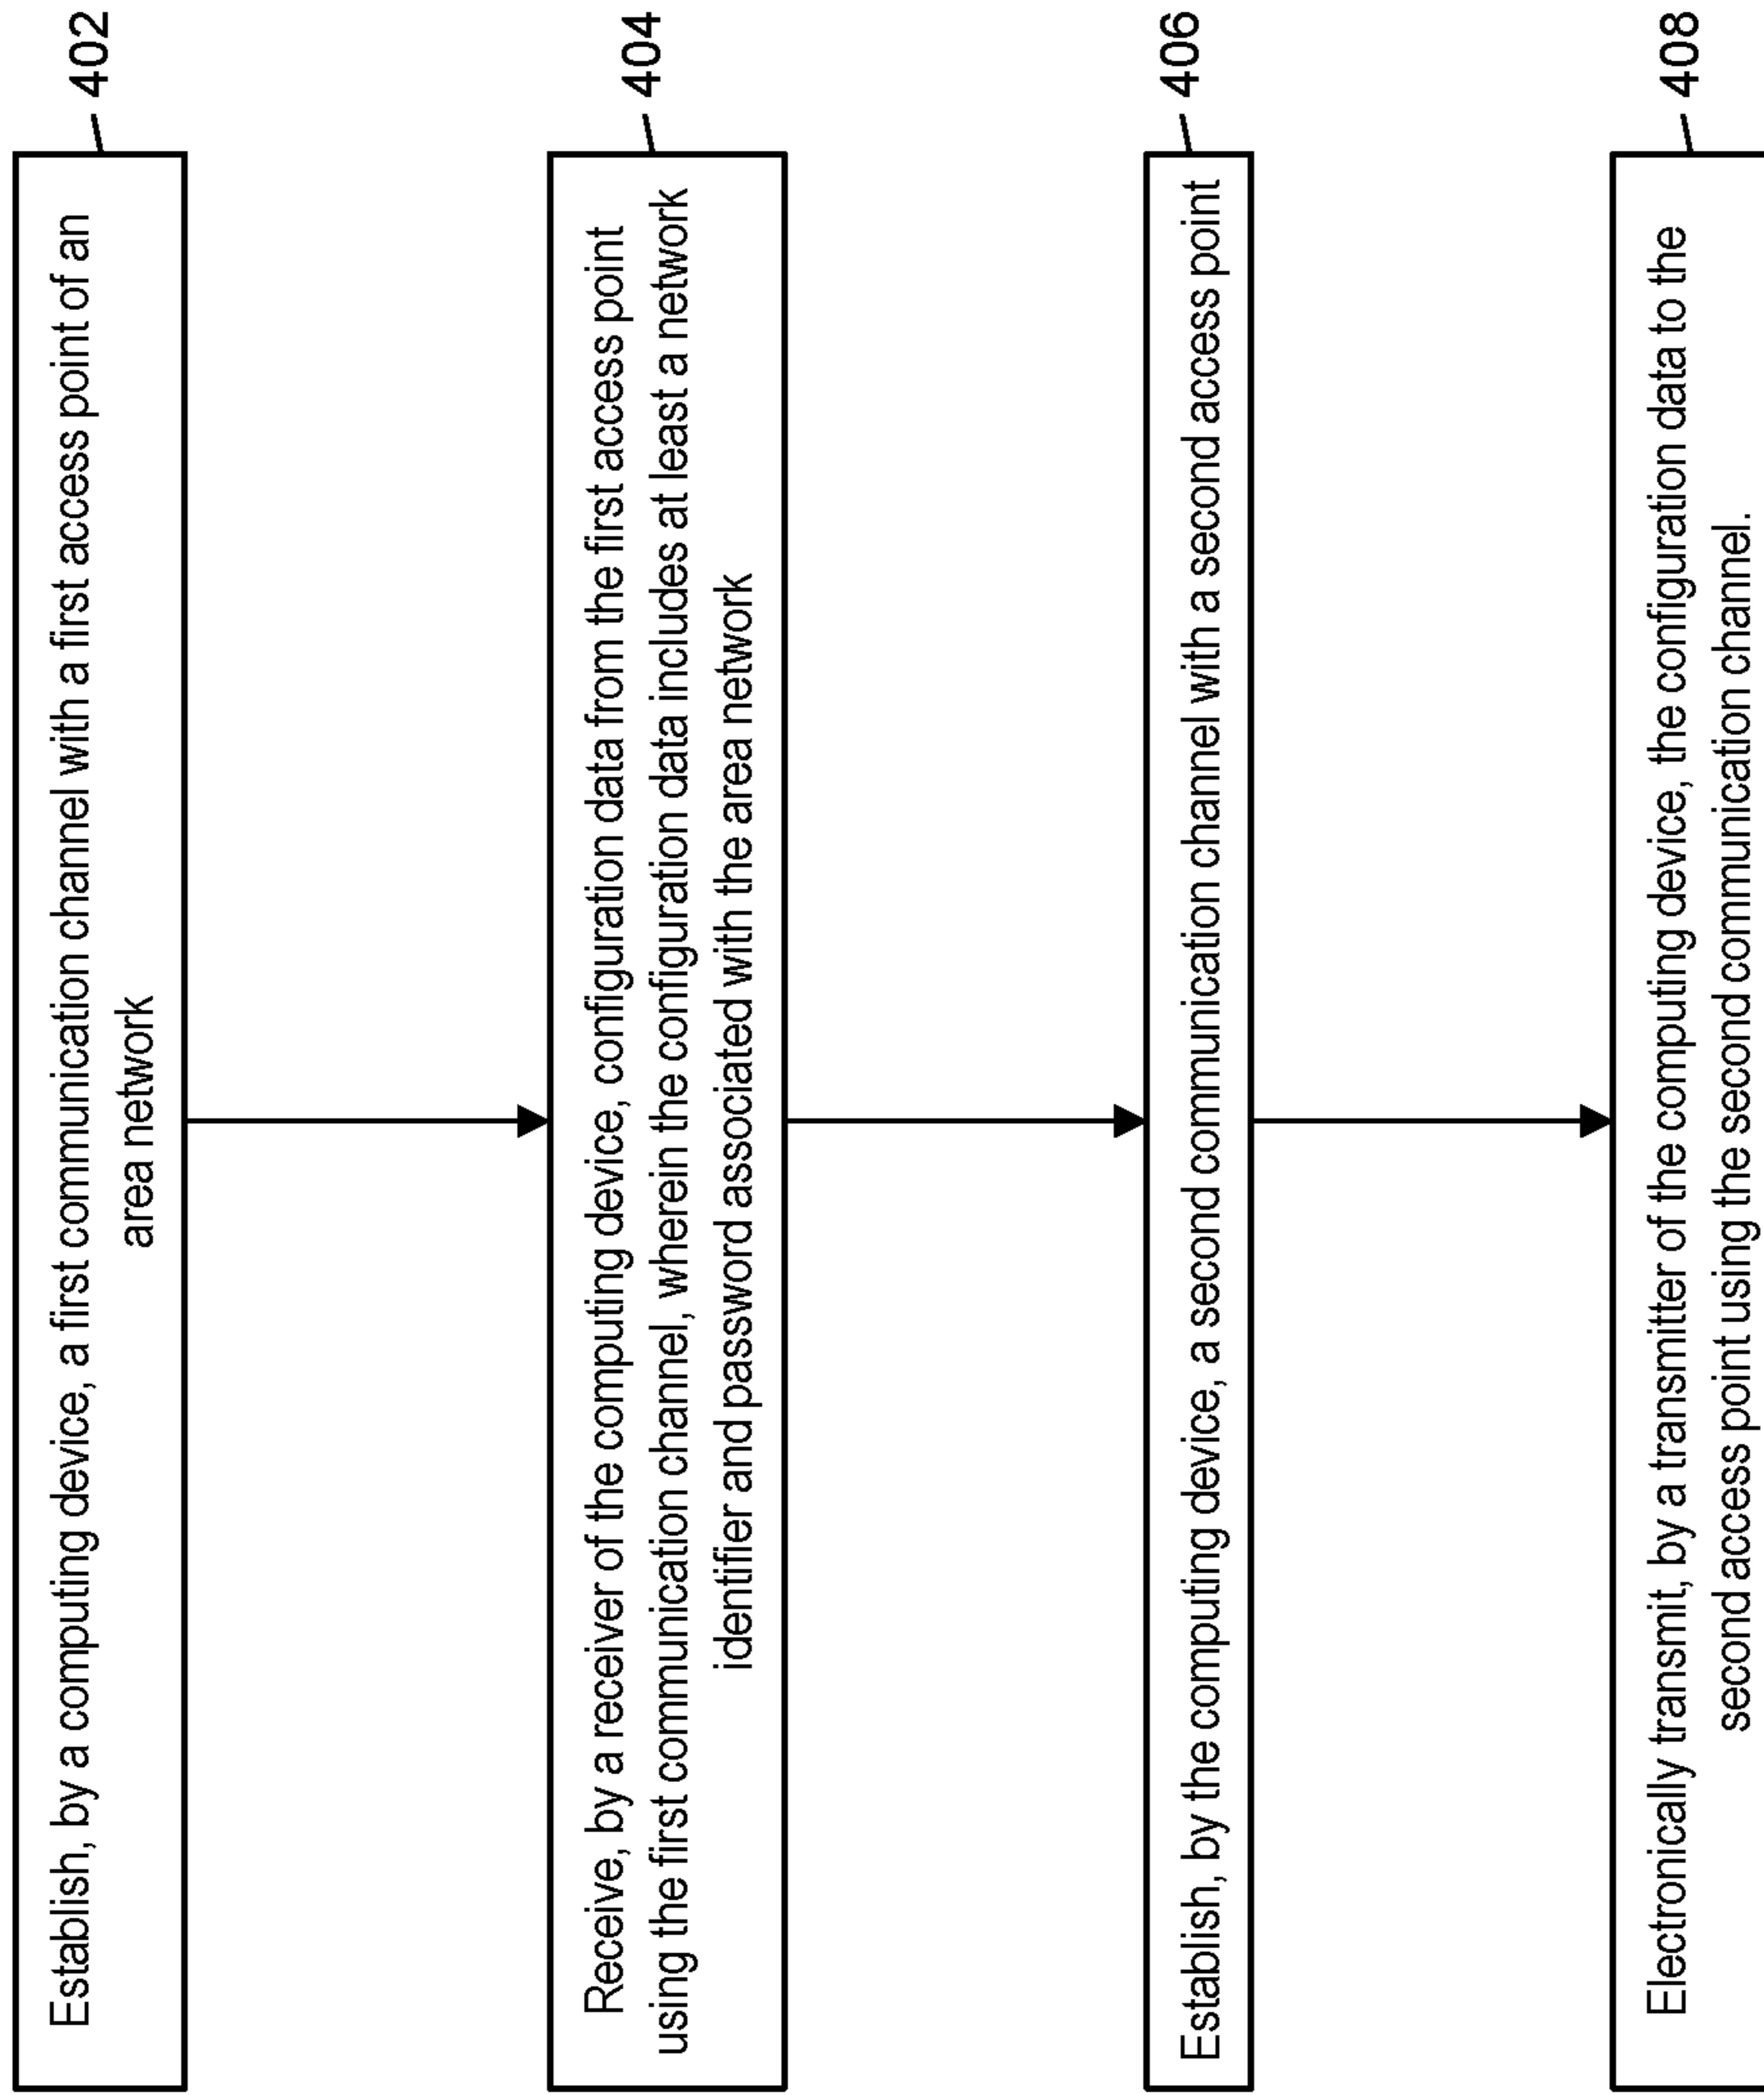 Establish, by a computing device, a first communication channel with a first access point of an
area network
402
Receive, by a receiver of the computing device, configuration data from the first access point
using the first communication channel, wherein the configuration data includes at least a network
identifier and password associated with the area network
404
Establish, by the computing device, a second communication channel with a second access point
406
Electronically transmit, by a transmitter of the computing device, the configuration data to the
second access point using the second communication channel.
408